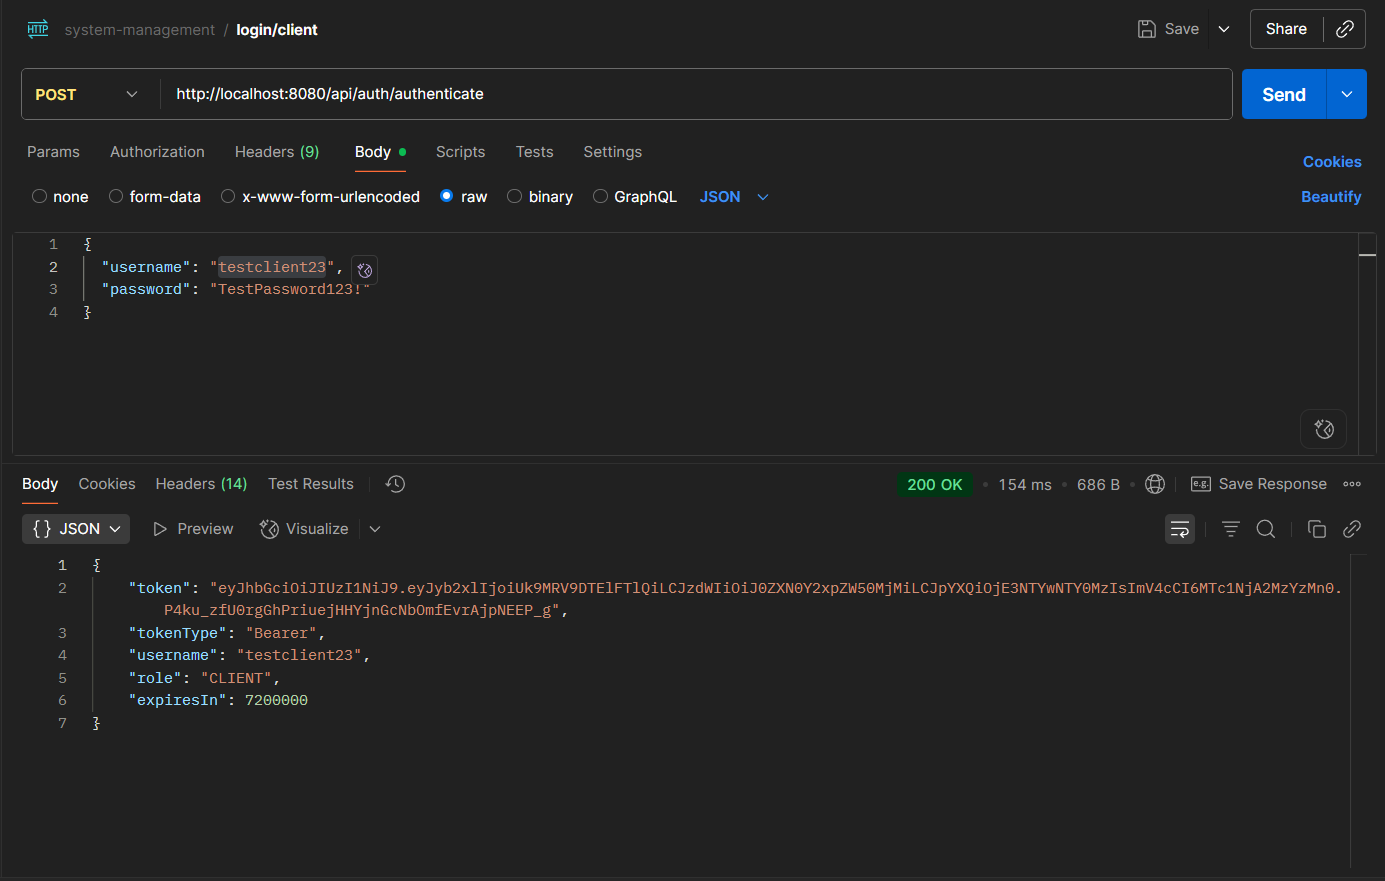 HTTP system-management / login/client Save Share
POST http://localhost:8080/api/auth/authenticate Send
Params Authorization Headers (9) Body Scripts Tests Settings Cookies
none form-data x-www-form-urlencoded raw binary GraphQL JSON Beautify
1 {
2 "username": "testclient23",
3 "password": "TestPassword123!"
4 }
Body Cookies Headers (14) Test Results 200 OK • 154 ms • 686 B • e.g. Save Response
{} JSON Preview Visualize
1 {
2 "token": "eyJhbGciOiJIUzI1NiJ9.eyJyb2xlIjoiUk9MRV9DTElFTlQiLCJzdWIiOiJ0ZXN0Y2xpZW50MjMiLCJpYXQiOjE3NTYwNTY0MzIsImV4cCI6MTc1NjA2MzYzMn0.
P4ku_zfU0rgGhPriuejHHYjnGcNbOmfEvrAjpNEEP_g",
3 "tokenType": "Bearer",
4 "username": "testclient23",
5 "role": "CLIENT",
6 "expiresIn": 7200000
7 }